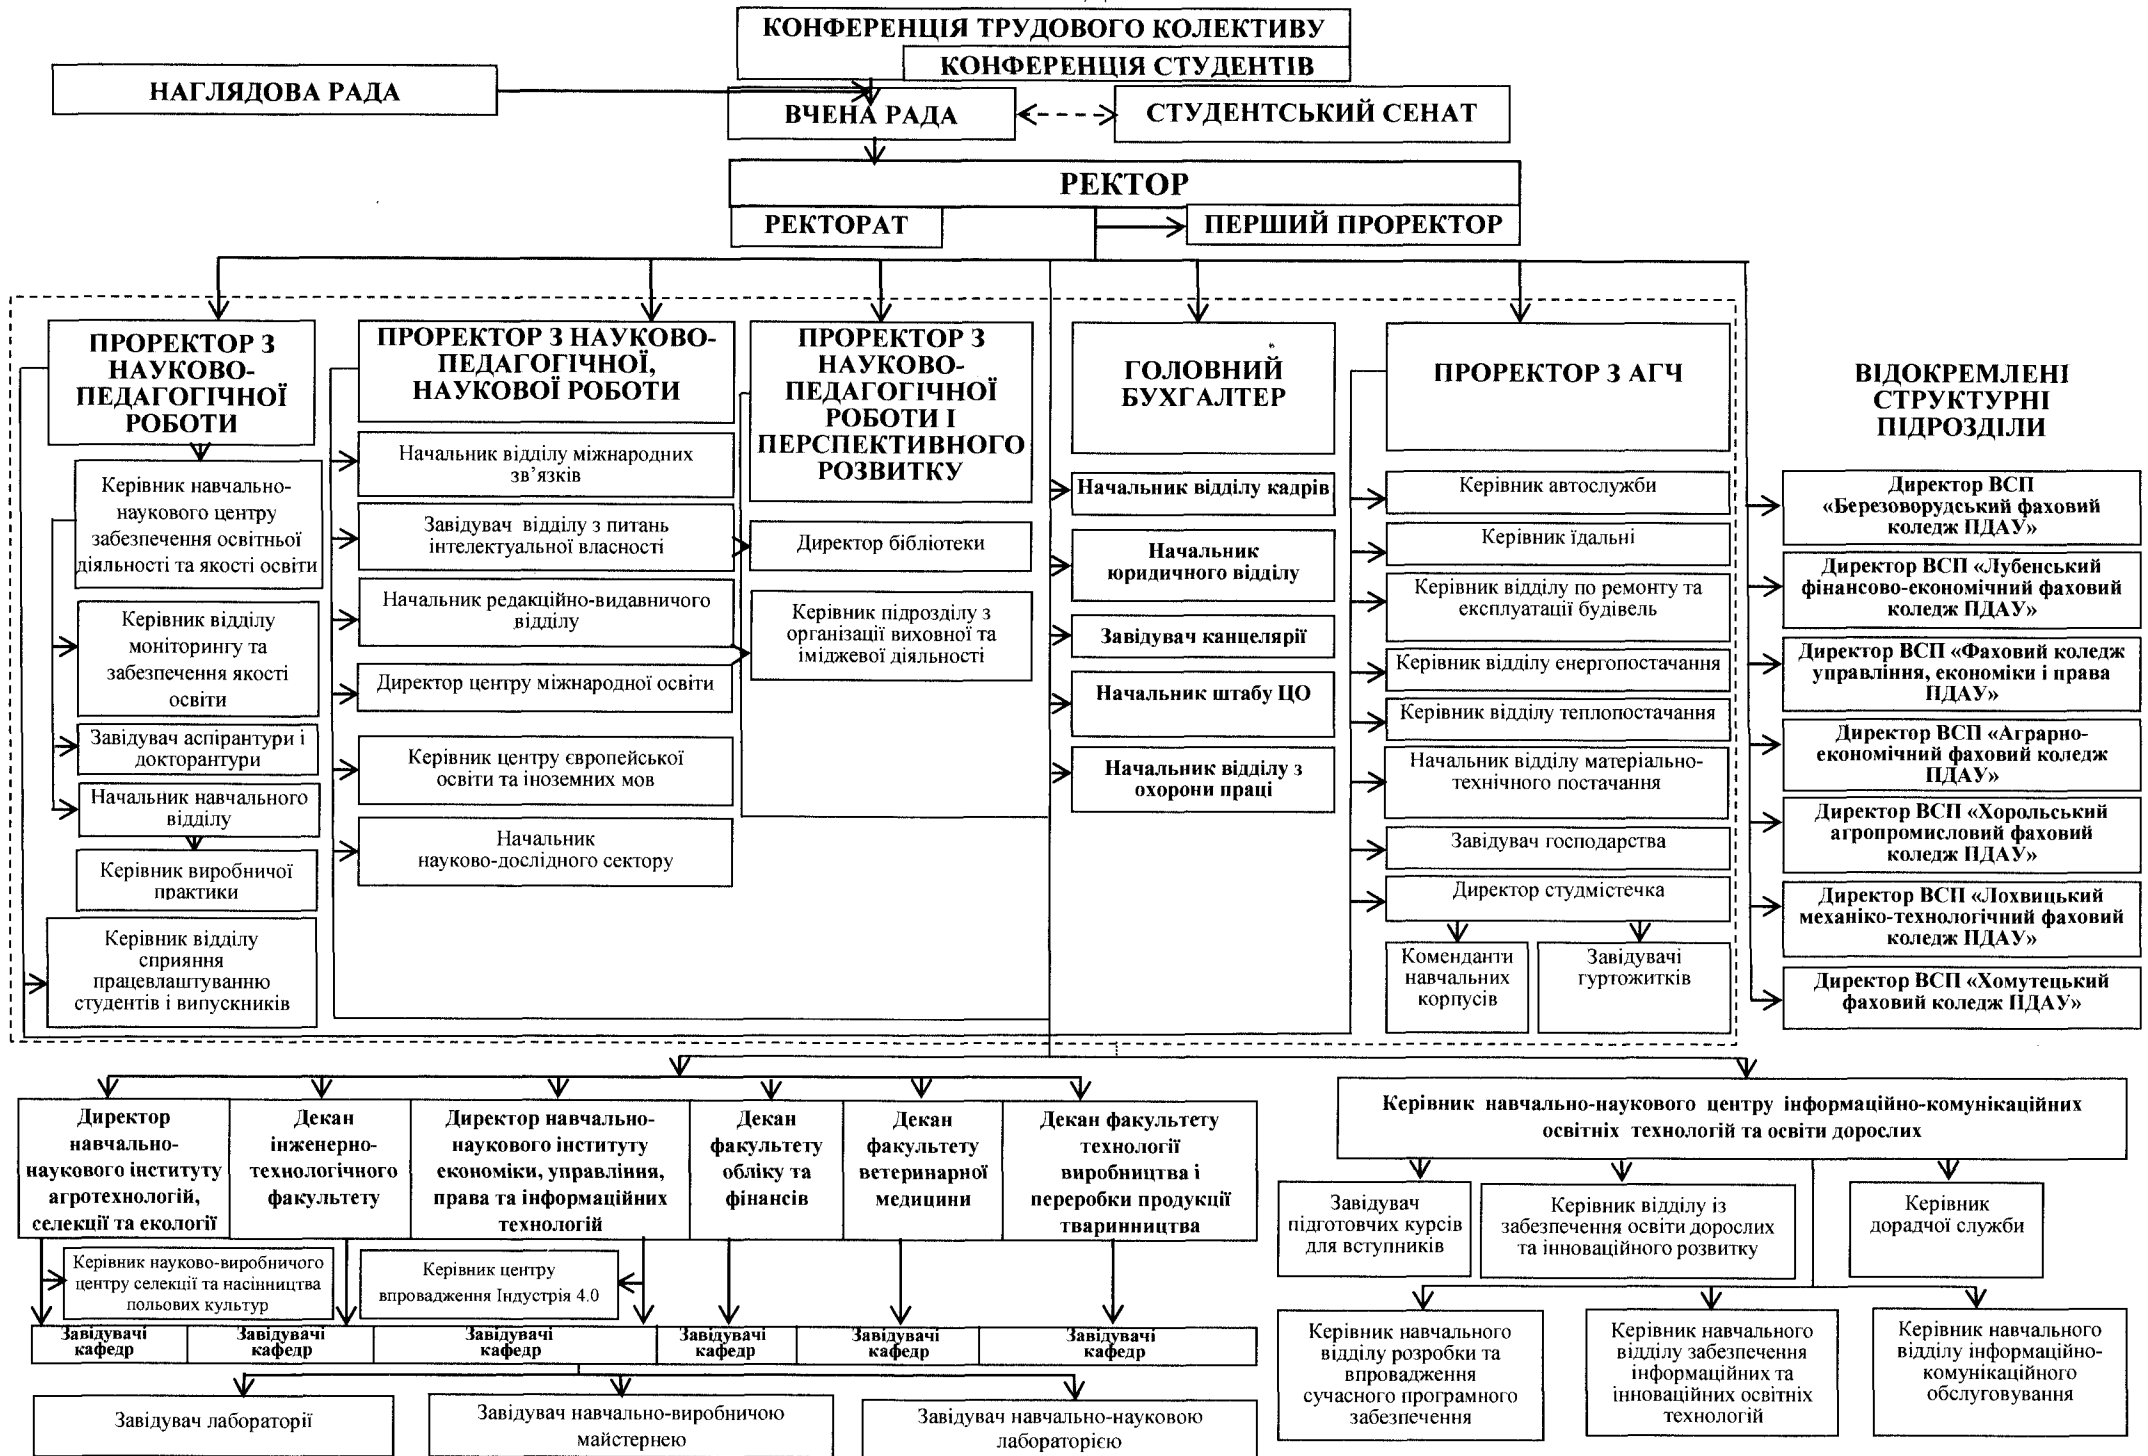 КОНФЕРЕНЦІЯ ТРУДОВОГО КОЛЕКТИВУ
КОНФЕРЕНЦІЯ СТУДЕНТІВ
НАГЛЯДОВА РАДА
ВЧЕНА РАДА
СТУДЕНТСЬКИЙ СЕНАТ
РЕКТОР
РЕКТОРАТ
ПЕРШИЙ ПРОРЕКТОР
ПРОРЕКТОР З
НАУКОВО-
ПЕДАГОГІЧНОЇ
РОБОТИ
Керівник навчально-
наукового центру
забезпечення освітньої
діяльності та якості освіти
Керівник відділу
моніторингу та
забезпечення якості
освіти
Завідувач аспірантури і
докторантури
Начальник навчального
відділу
Керівник виробничої
практики
Керівник відділу
сприяння
працевлаштуванню
студентів і випускників
ПРОРЕКТОР З НАУКОВО-
ПЕДАГОГІЧНОЇ,
НАУКОВОЇ РОБОТИ
Начальник відділу міжнародних
зв’язків
Завідувач відділу з питань
інтелектуальної власності
Начальник редакційно-видавничого
відділу
Директор центру міжнародної освіти
Керівник центру європейської
освіти та іноземних мов
Начальник
науково-дослідного сектору
ПРОРЕКТОР З
НАУКОВО-
ПЕДАГОГІЧНОЇ
РОБОТИ І
ПЕРСПЕКТИВНОГО
РОЗВИТКУ
Директор бібліотеки
Керівник підрозділу з
організації виховної та
іміджевої діяльності
ГОЛОВНИЙ
БУХГАЛТЕР
Начальник відділу кадрів
Начальник
юридичного відділу
Завідувач канцелярії
Начальник штабу ЦО
Начальник відділу з
охорони праці
ПРОРЕКТОР З АГЧ
Керівник автослужби
Керівник їдальні
Керівник відділу по ремонту та
експлуатації будівель
Керівник відділу енергопостачання
Керівник відділу теплопостачання
Начальник відділу матеріально-
технічного постачання
Завідувач господарства
Директор студмістечка
Коменданти
навчальних
корпусів
Завідувачі
гуртожитків
ВІДОКРЕМЛЕНІ
СТРУКТУРНІ
ПІДРОЗДІЛИ
Директор ВСП
«Березоворудський фаховий
коледж ПДАУ»
Директор ВСП «Лубенський
фінансово-економічний фаховий
коледж ПДАУ»
Директор ВСП «Фаховий коледж
управління, економіки і права
ПДАУ»
Директор ВСП «Аграрно-
економічний фаховий коледж
ПДАУ»
Директор ВСП «Хорольський
агропромисловий фаховий
коледж ПДАУ»
Директор ВСП «Лохвицький
механіко-технологічний фаховий
коледж ПДАУ»
Директор ВСП «Хомутецький
фаховий коледж ПДАУ»
Директор
навчально-
наукового інституту
агротехнологій,
селекції та екології
Декан
інженерно-
технологічного
факультету
Директор навчально-
наукового інституту
економіки, управління,
права та інформаційних
технологій
Декан
факультету
обліку та
фінансів
Декан
факультету
ветеринарної
медицини
Декан факультету
технології
виробництва і
переробки продукції
тваринництва
Керівник науково-виробничого
центру селекції та насінництва
польових культур
Керівник центру
впровадження Індустрія 4.0
Завідувачі
кафедр
Завідувачі
кафедр
Завідувачі
кафедр
Завідувачі
кафедр
Завідувачі
кафедр
Завідувачі
кафедр
Завідувач лабораторії
Завідувач навчально-виробничою
майстернею
Завідувач навчально-науковою
лабораторією
Керівник навчально-наукового центру інформаційно-комунікаційних
освітніх технологій та освіти дорослих
Завідувач
підготовчих курсів
для вступників
Керівник відділу із
забезпечення освіти дорослих
та інноваційного розвитку
Керівник
дорадчої служби
Керівник навчального
відділу розробки та
впровадження
сучасного програмного
забезпечення
Керівник навчального
відділу забезпечення
інформаційних та
інноваційних освітніх
технологій
Керівник навчального
відділу інформаційно-
комунікаційного
обслуговування